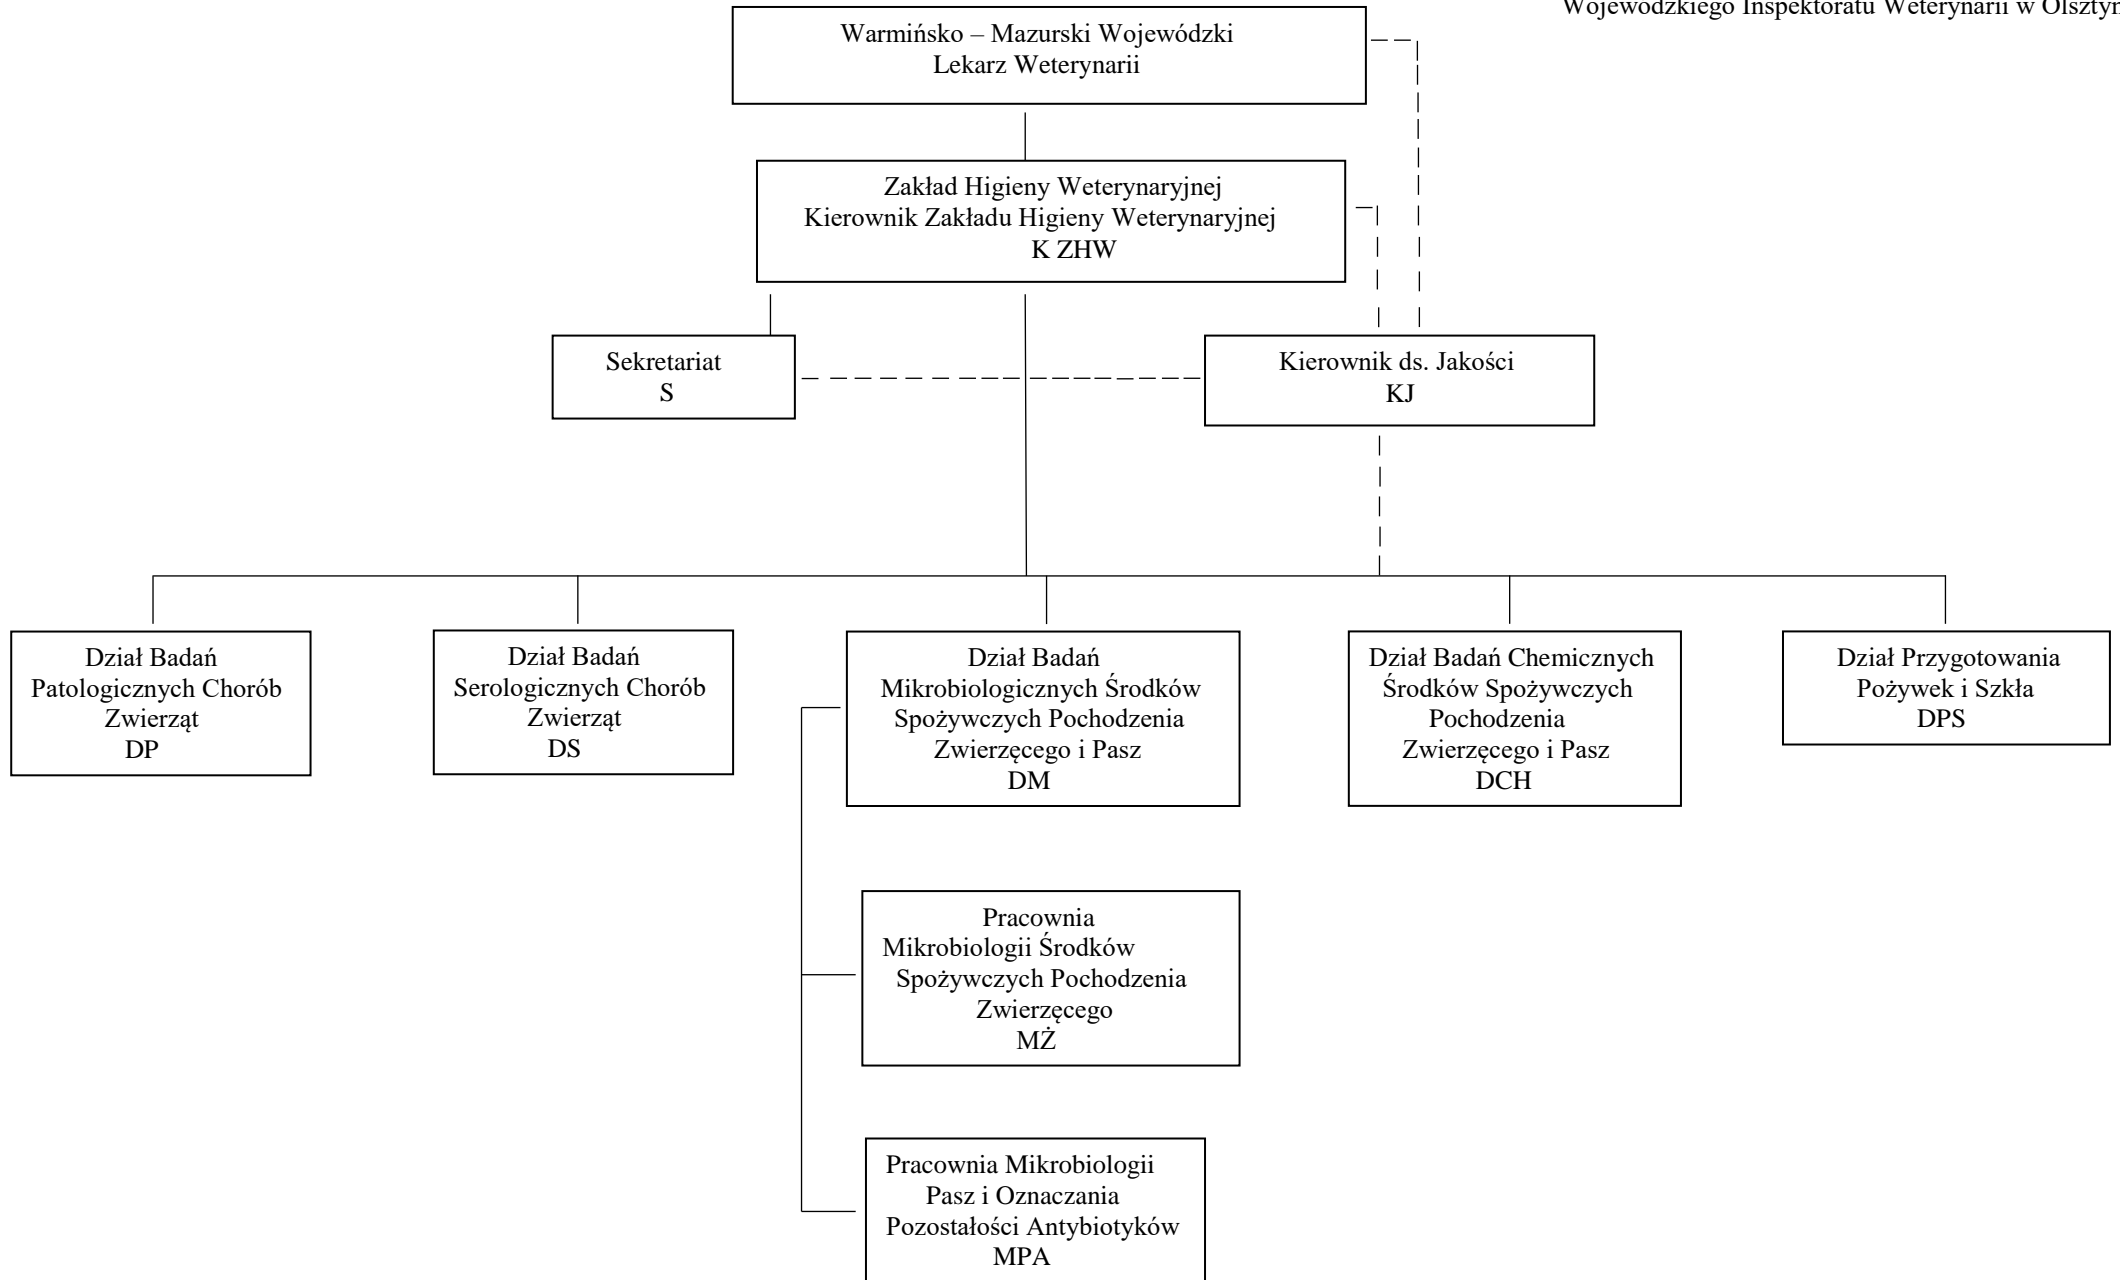 Wojewódzkiego Inspektoratu Weterynarii w Olsztyn
Warmińsko – Mazurski Wojewódzki
Lekarz Weterynarii
Zakład Higieny Weterynaryjnej
Kierownik Zakładu Higieny Weterynaryjnej
K ZHW
Sekretariat
S
Kierownik ds. Jakości
KJ
Dział Badań
Patologicznych Chorób
Zwierząt
DP
Dział Badań
Serologicznych Chorób
Zwierząt
DS
Dział Badań
Mikrobiologicznych Środków
Spożywczych Pochodzenia
Zwierzęcego i Pasz
DM
Dział Badań Chemicznych
Środków Spożywczych
Pochodzenia
Zwierzęcego i Pasz
DCH
Dział Przygotowania
Pożywek i Szkła
DPS
Pracownia
Mikrobiologii Środków
Spożywczych Pochodzenia
Zwierzęcego
MŻ
Pracownia Mikrobiologii
Pasz i Oznaczania
Pozostałości Antybiotyków
MPA